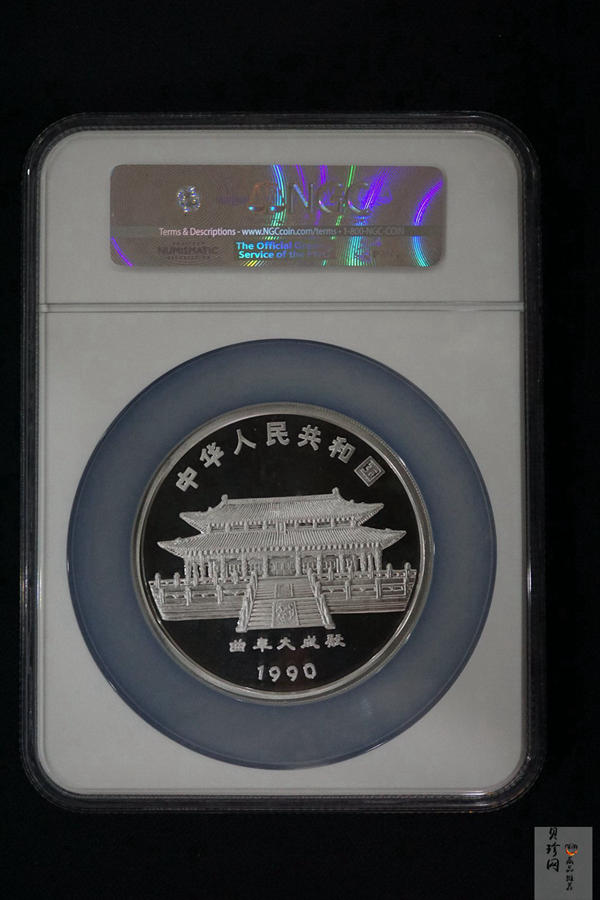 NGC
Terms & Descriptions - www.NGCcoin.com/terms • 1-800-NGC-COIN
NUMISMATIC
The Official
Service of the
中华人民共和国
曲阜大成殿
1990
贝珍网